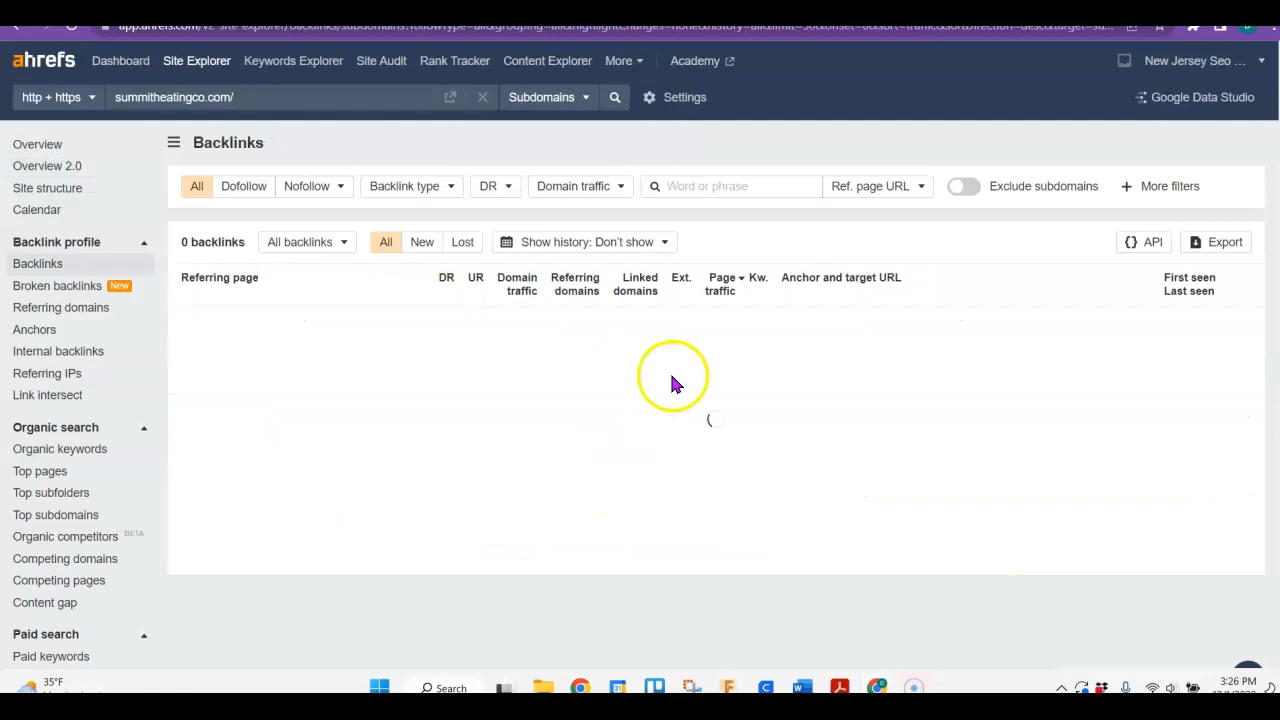 ahrefs Dashboard Site Explorer Keywords Explorer Site Audit Rank Tracker Content Explorer More Academy New Jersey Seo ...
http + https summitheatingco.com/ Subdomains Settings Google Data Studio
Overview
Overview 2.0
Site structure
Calendar
Backlink profile
Backlinks
Broken backlinks New
Referring domains
Anchors
Internal backlinks
Referring IPs
Link intersect
Organic search
Organic keywords
Top pages
Top subfolders
Top subdomains
Organic competitors BETA
Competing domains
Competing pages
Content gap
Paid search
Paid keywords
Backlinks
All Dofollow Nofollow Backlink type DR Domain traffic Word or phrase Ref. page URL Exclude subdomains + More filters
0 backlinks All backlinks All New Lost Show history: Don't show {} API Export
Referring page DR UR Domain traffic Referring domains Linked domains Ext. Page traffic Kw. Anchor and target URL First seen Last seen
35°F
Search
3:26 PM